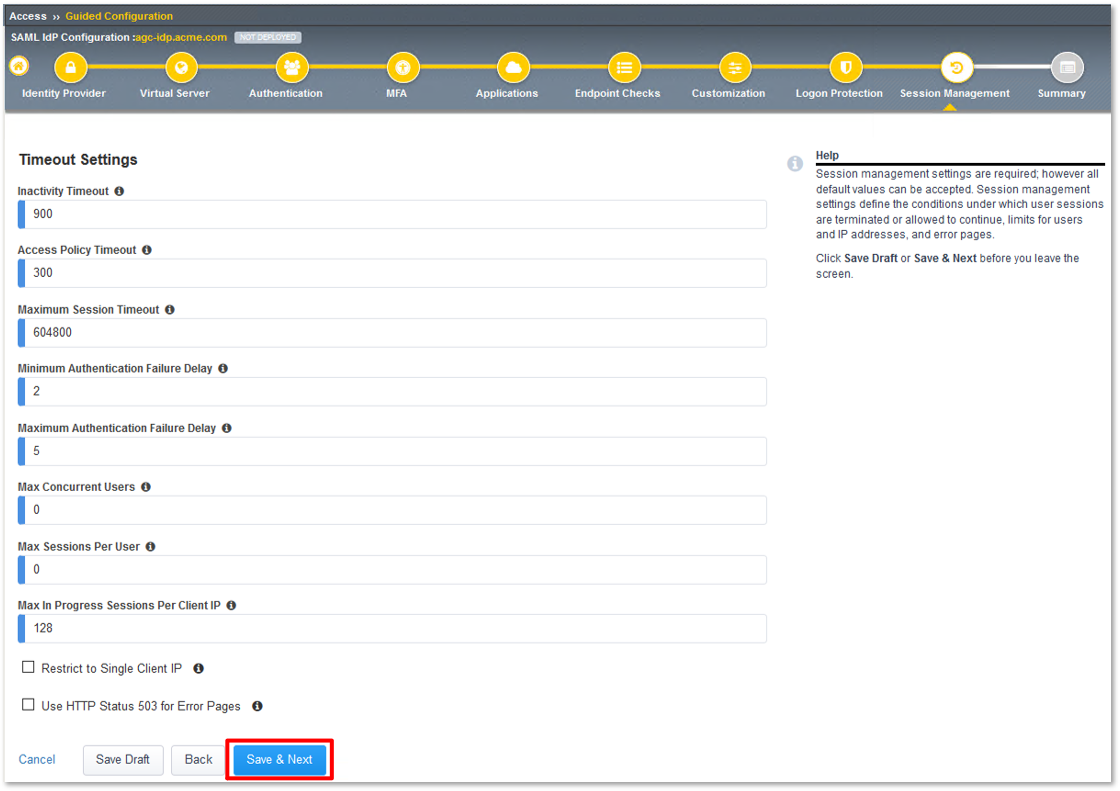 Access ›› Guided Configuration
SAML IdP Configuration :agc-idp.acme.com NOT DEPLOYED
Identity Provider
Virtual Server
Authentication
MFA
Applications
Endpoint Checks
Customization
Logon Protection
Session Management
Summary
Timeout Settings
Inactivity Timeout
900
Access Policy Timeout
300
Maximum Session Timeout
604800
Minimum Authentication Failure Delay
2
Maximum Authentication Failure Delay
5
Max Concurrent Users
0
Max Sessions Per User
0
Max In Progress Sessions Per Client IP
128
Restrict to Single Client IP
Use HTTP Status 503 for Error Pages
Cancel Save Draft Back Save & Next
Help
Session management settings are required; however all
default values can be accepted. Session management
settings define the conditions under which user sessions
are terminated or allowed to continue, limits for users
and IP addresses, and error pages.
Click Save Draft or Save & Next before you leave the
screen.